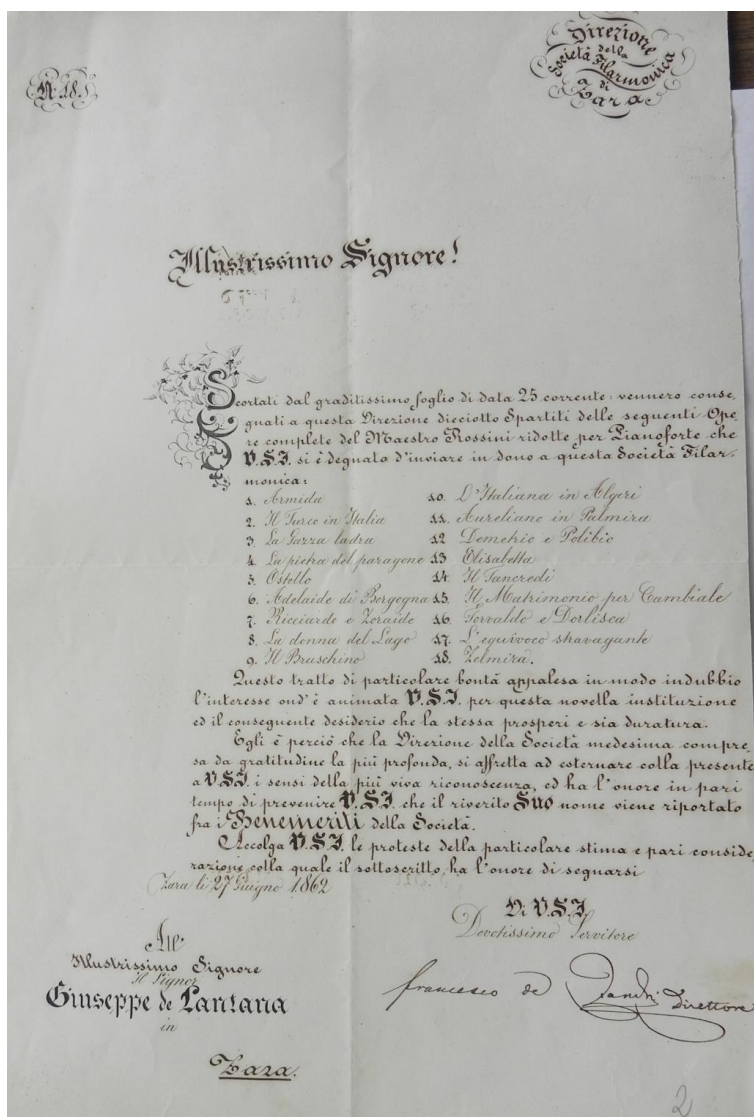 N. 18.
Direzione
della
Società Filarmonica
di
Zara
Illustrissimo Signore!
Scortati dal graditissimo foglio di data 25 corrente vennero conse,
gnati a questa Direzione dieciotto Spartiti delle seguenti Ope,
re complete del Maestro Rossini ridotte per Pianoforte che
V.S.I. si è degnato d'inviare in dono a questa Società Filar,
monica:
1. Armida
2. Il Turco in Italia
3. La Gazza ladra
4. La pietra del paragone
5. Otello
6. Adelaide di Borgogna
7. Ricciardo e Zoraide
8. La donna del Lago
9. Il Bruschino
10. L'Italiana in Algeri
11. Aureliano in Palmira
12 Demetrio e Polibio
13 Elisabetta
14. Il Tancredi
15. Il Matrimonio per Cambiale
16. Torvaldo e Dorlisca
17. L'equivoco stravagante
18. Zelmira.
Questo tratto di particolare bontà appalesa in modo indubbio
l'interesse ond'è animata V.S.I. per questa novella instituzione
ed il conseguente desiderio che la stessa prosperi e sia duratura.
Egli è perciò che la Direzione della Società medesima compre,
sa da gratitudine la più profonda, si affretta ad esternare colla presente
a V.S.I. i sensi della più viva riconoscenza, ed ha l'onore in pari
tempo di prevenire V.S.I. che il riverito Suo nome viene riportato
fra i Benemeriti della Società.
Accolga V.S.I. le proteste della particolare stima e pari conside,
razione colla quale il sottoscritto ha l'onore di segnarsi
Zara li 27 Giugno 1862
Di V.S.I.
Devotissimo Servitore
francesco de
Direttore
All'
Illustrissimo Signore
Il Signor
Giuseppe de Lantana
in
Zara.
2